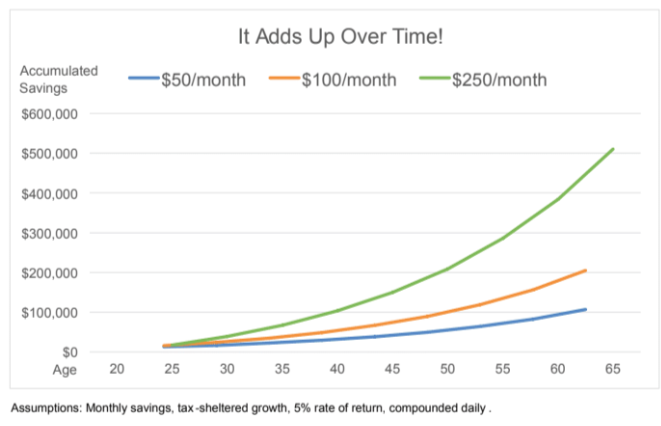 It Adds Up Over Time!
Accumulated
Savings
$50/month $100/month $250/month
$600,000
$500,000
$400,000
$300,000
$200,000
$100,000
$0
Age 20 25 30 35 40 45 50 55 60 65
Assumptions: Monthly savings, tax-sheltered growth, 5% rate of return, compounded daily .